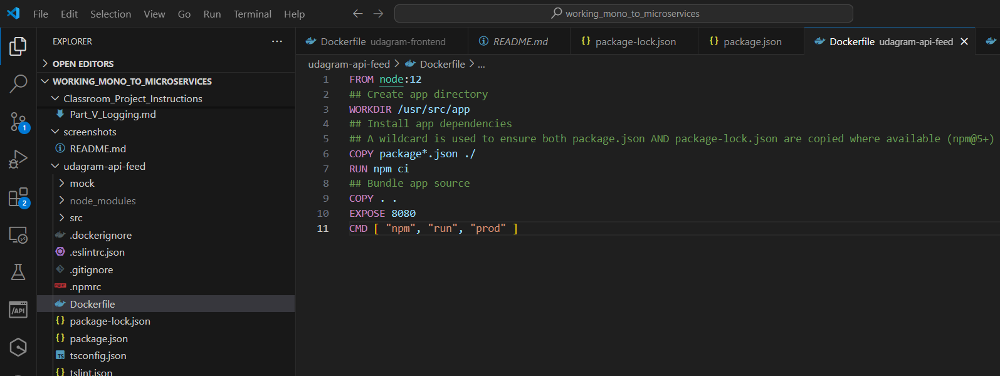 File Edit Selection View Go Run Terminal Help
working_mono_to_microservices
EXPLORER
OPEN EDITORS
WORKING_MONO_TO_MICROSERVICES
Classroom_Project_Instructions
Part_V_Logging.md
screenshots
README.md
udagram-api-feed
mock
node_modules
src
.dockerignore
.eslintrc.json
.gitignore
npm .npmrc
Dockerfile
{} package-lock.json
{} package.json
TS tsconfig.json
{} tslint.json
1
2
/API
Dockerfile udagram-frontend
README.md
{} package-lock.json
{} package.json
Dockerfile udagram-api-feed
udagram-api-feed > Dockerfile > ...
1 FROM node:12
2 ## Create app directory
3 WORKDIR /usr/src/app
4 ## Install app dependencies
5 ## A wildcard is used to ensure both package.json AND package-lock.json are copied where available (npm@5+)
6 COPY package*.json ./
7 RUN npm ci
8 ## Bundle app source
9 COPY . .
10 EXPOSE 8080
11 CMD [ "npm", "run", "prod" ]